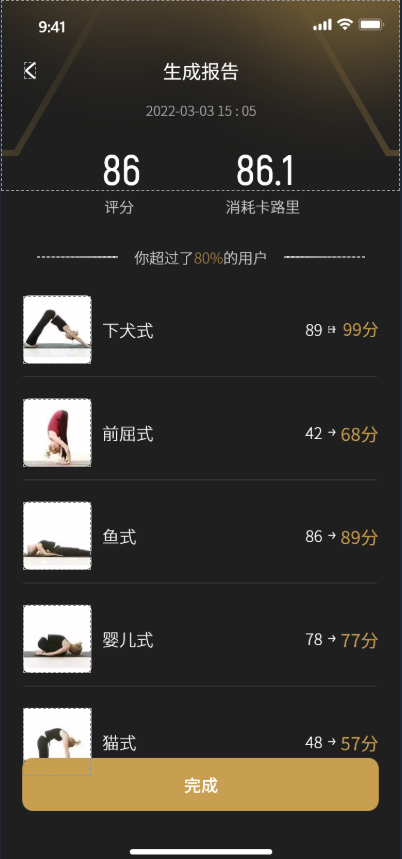 9:41
生成报告
2022-03-03 15 : 05
86 86.1
评分 消耗卡路里
你超过了80%的用户
下犬式 89 → 99分
前屈式 42 → 68分
鱼式 86 → 89分
婴儿式 78 → 77分
猫式 48 → 57分
完成